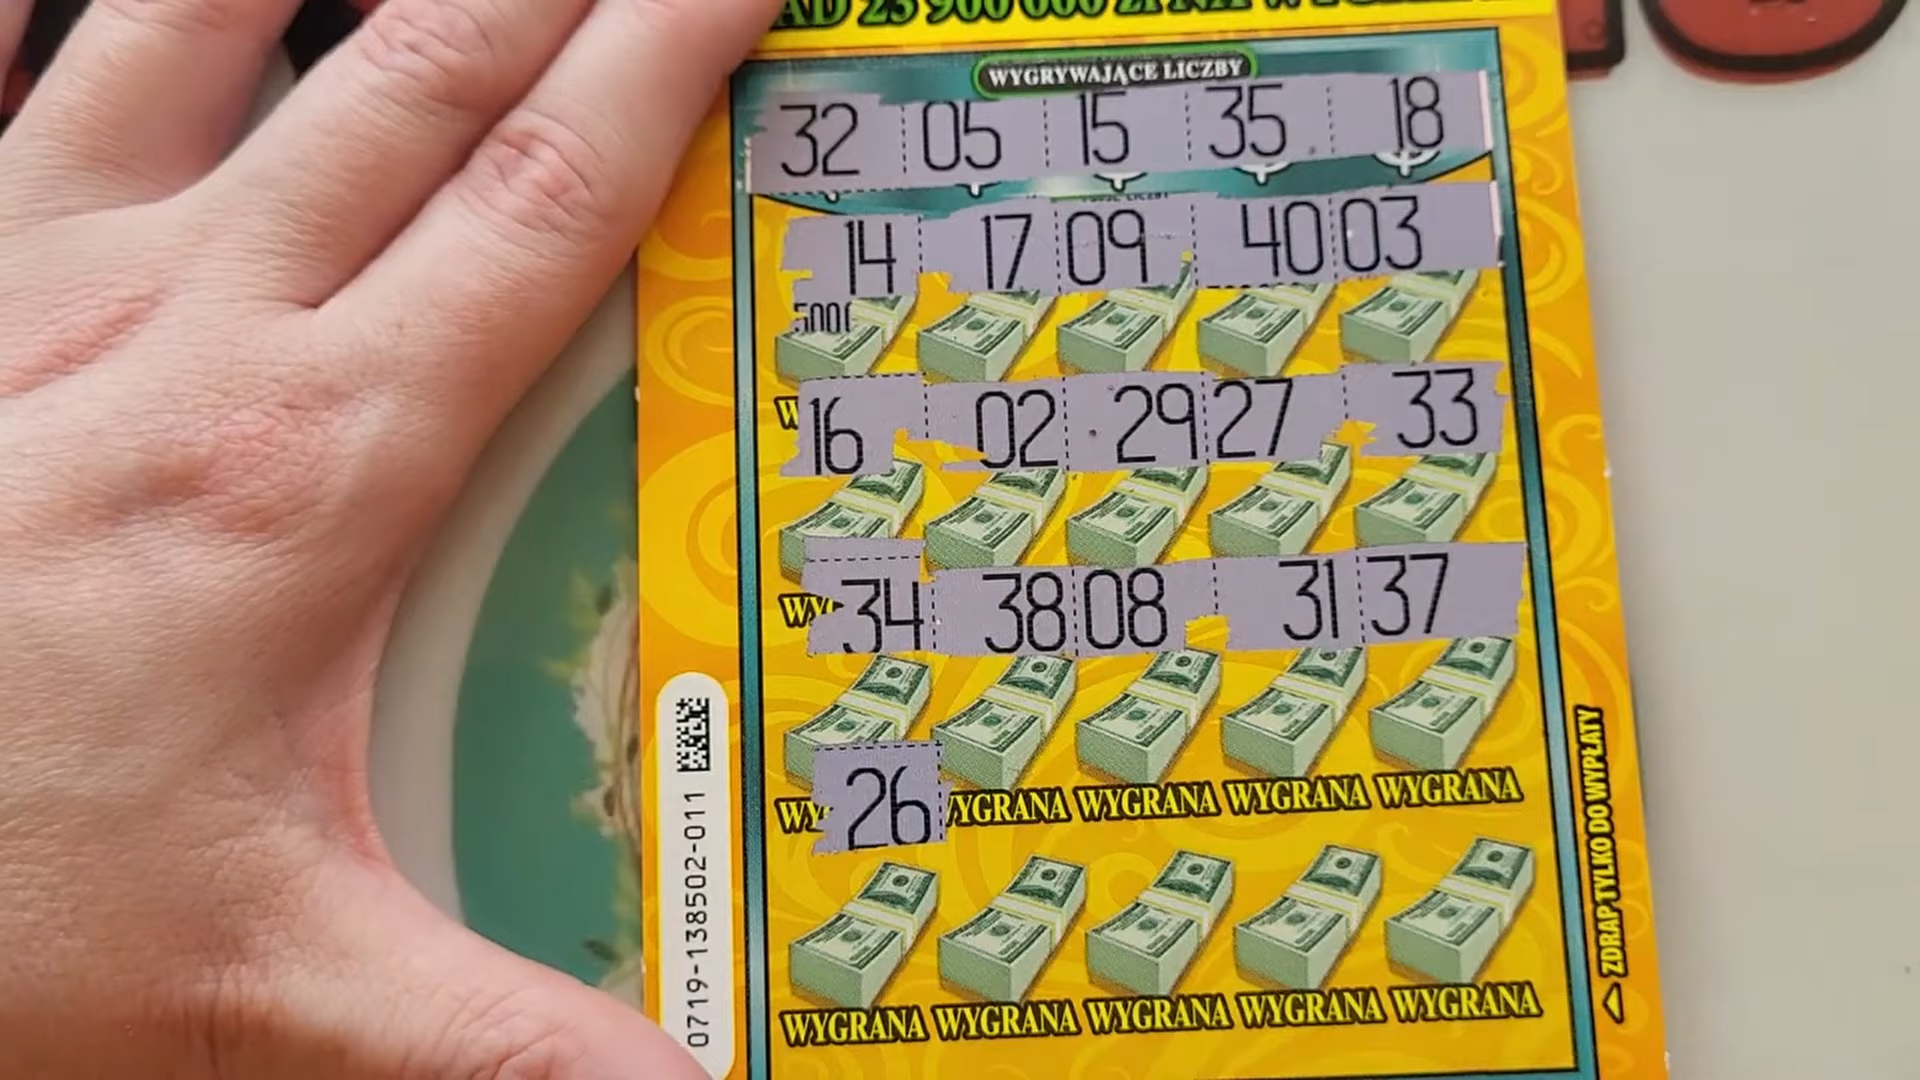 WYGRYWAJĄCE LICZBY
32 05 15 35 18
14 17 09 40 03
16 02 29 27 33
34 38 08 31 37
26
WYGRANA WYGRANA WYGRANA
WYGRANA WYGRANA WYGRANA WYGRANA WYGRANA
0719-138502-011
ZDRAP TYLKO DO WYPŁATY